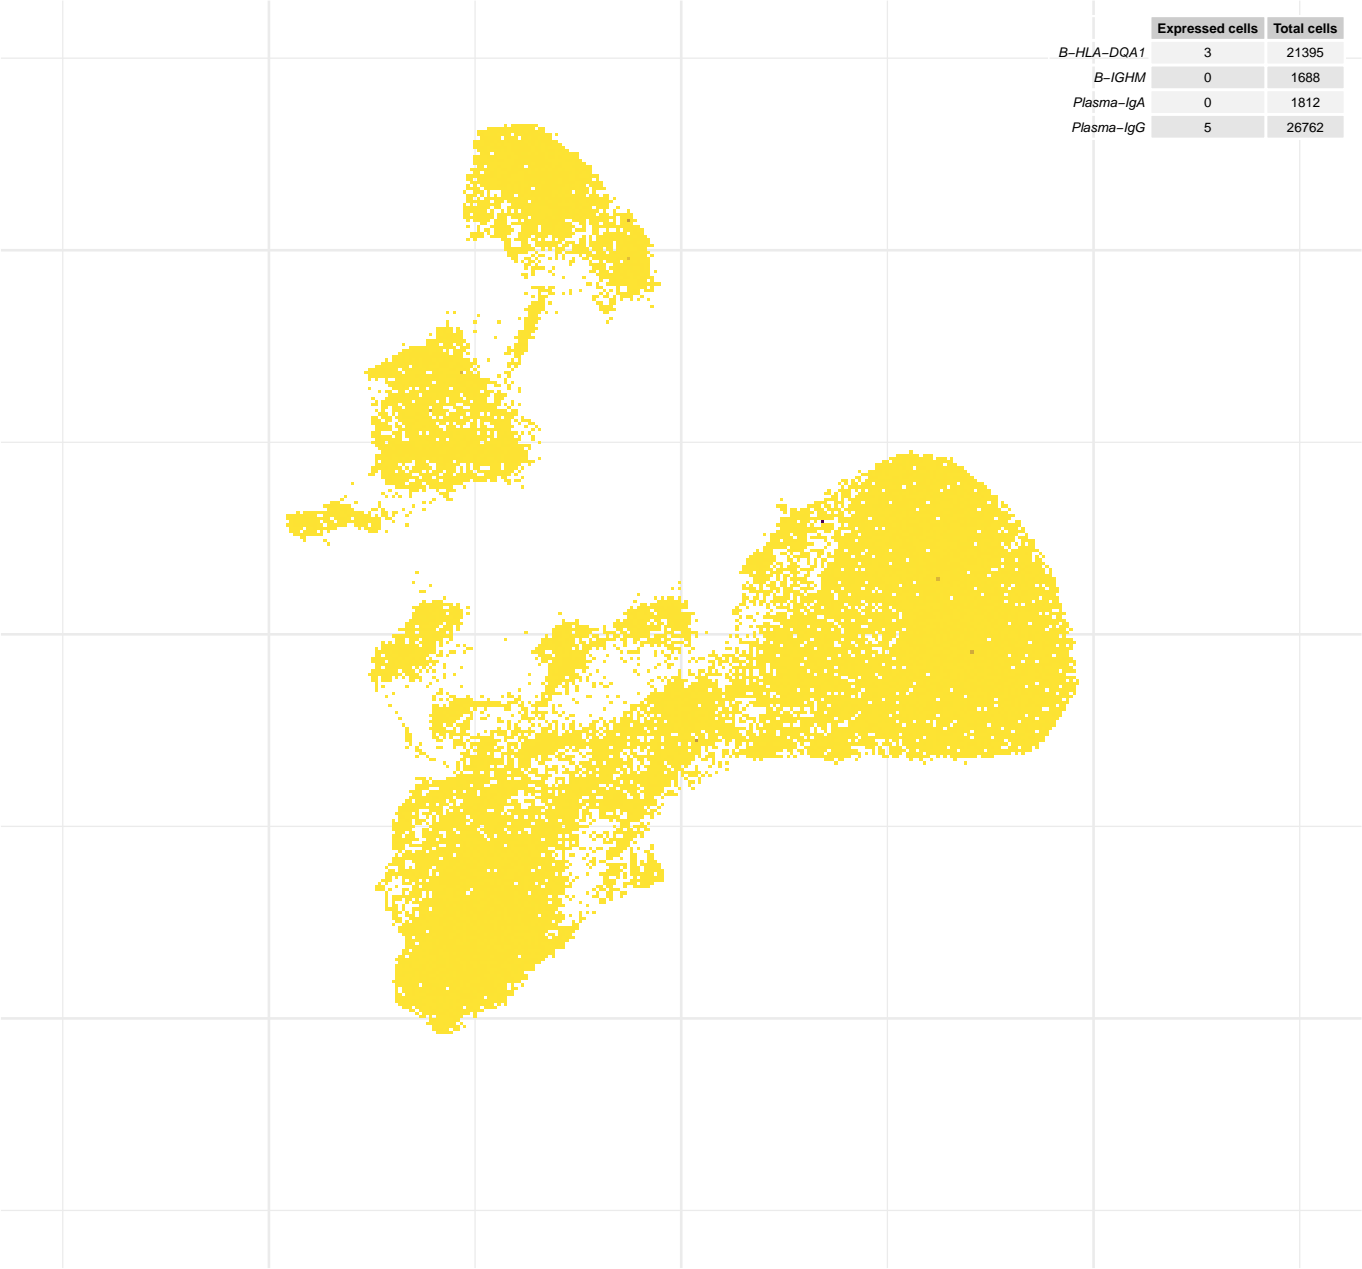 Expressed cells Total cells
B−HLA−DQA1 3 21395
B−IGHM 0 1688
Plasma−IgA 0 1812
Plasma−IgG 5 26762